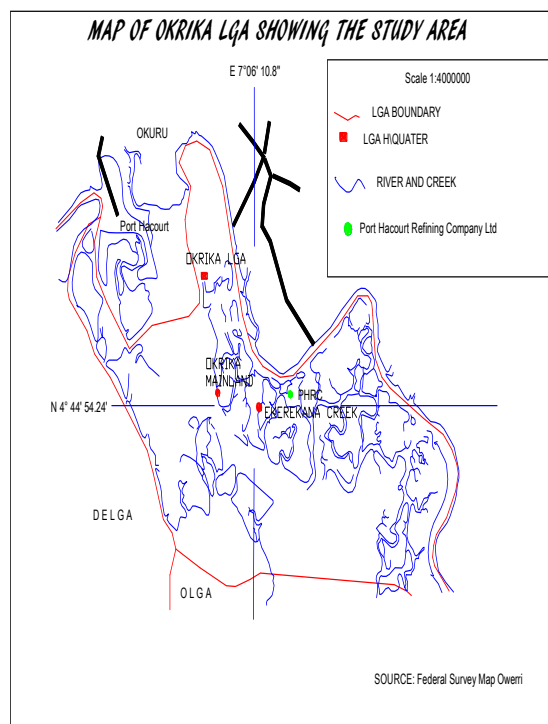 MAP OF OKRIKA LGA SHOWING THE STUDY AREA
E 7°06' 10.8"
Scale 1:4000000
LGA BOUNDARY
LGA H\QUATER
RIVER AND CREEK
Port Hacourt Refining Company Ltd
OKURU
Port Hacourt
▯KRIKA LGA
▯KRIKA
MAINLAND
PHRC
EKEREKANA CREEK
N 4° 44' 54.24'
DELGA
OLGA
SOURCE: Federal Survey Map Owerri